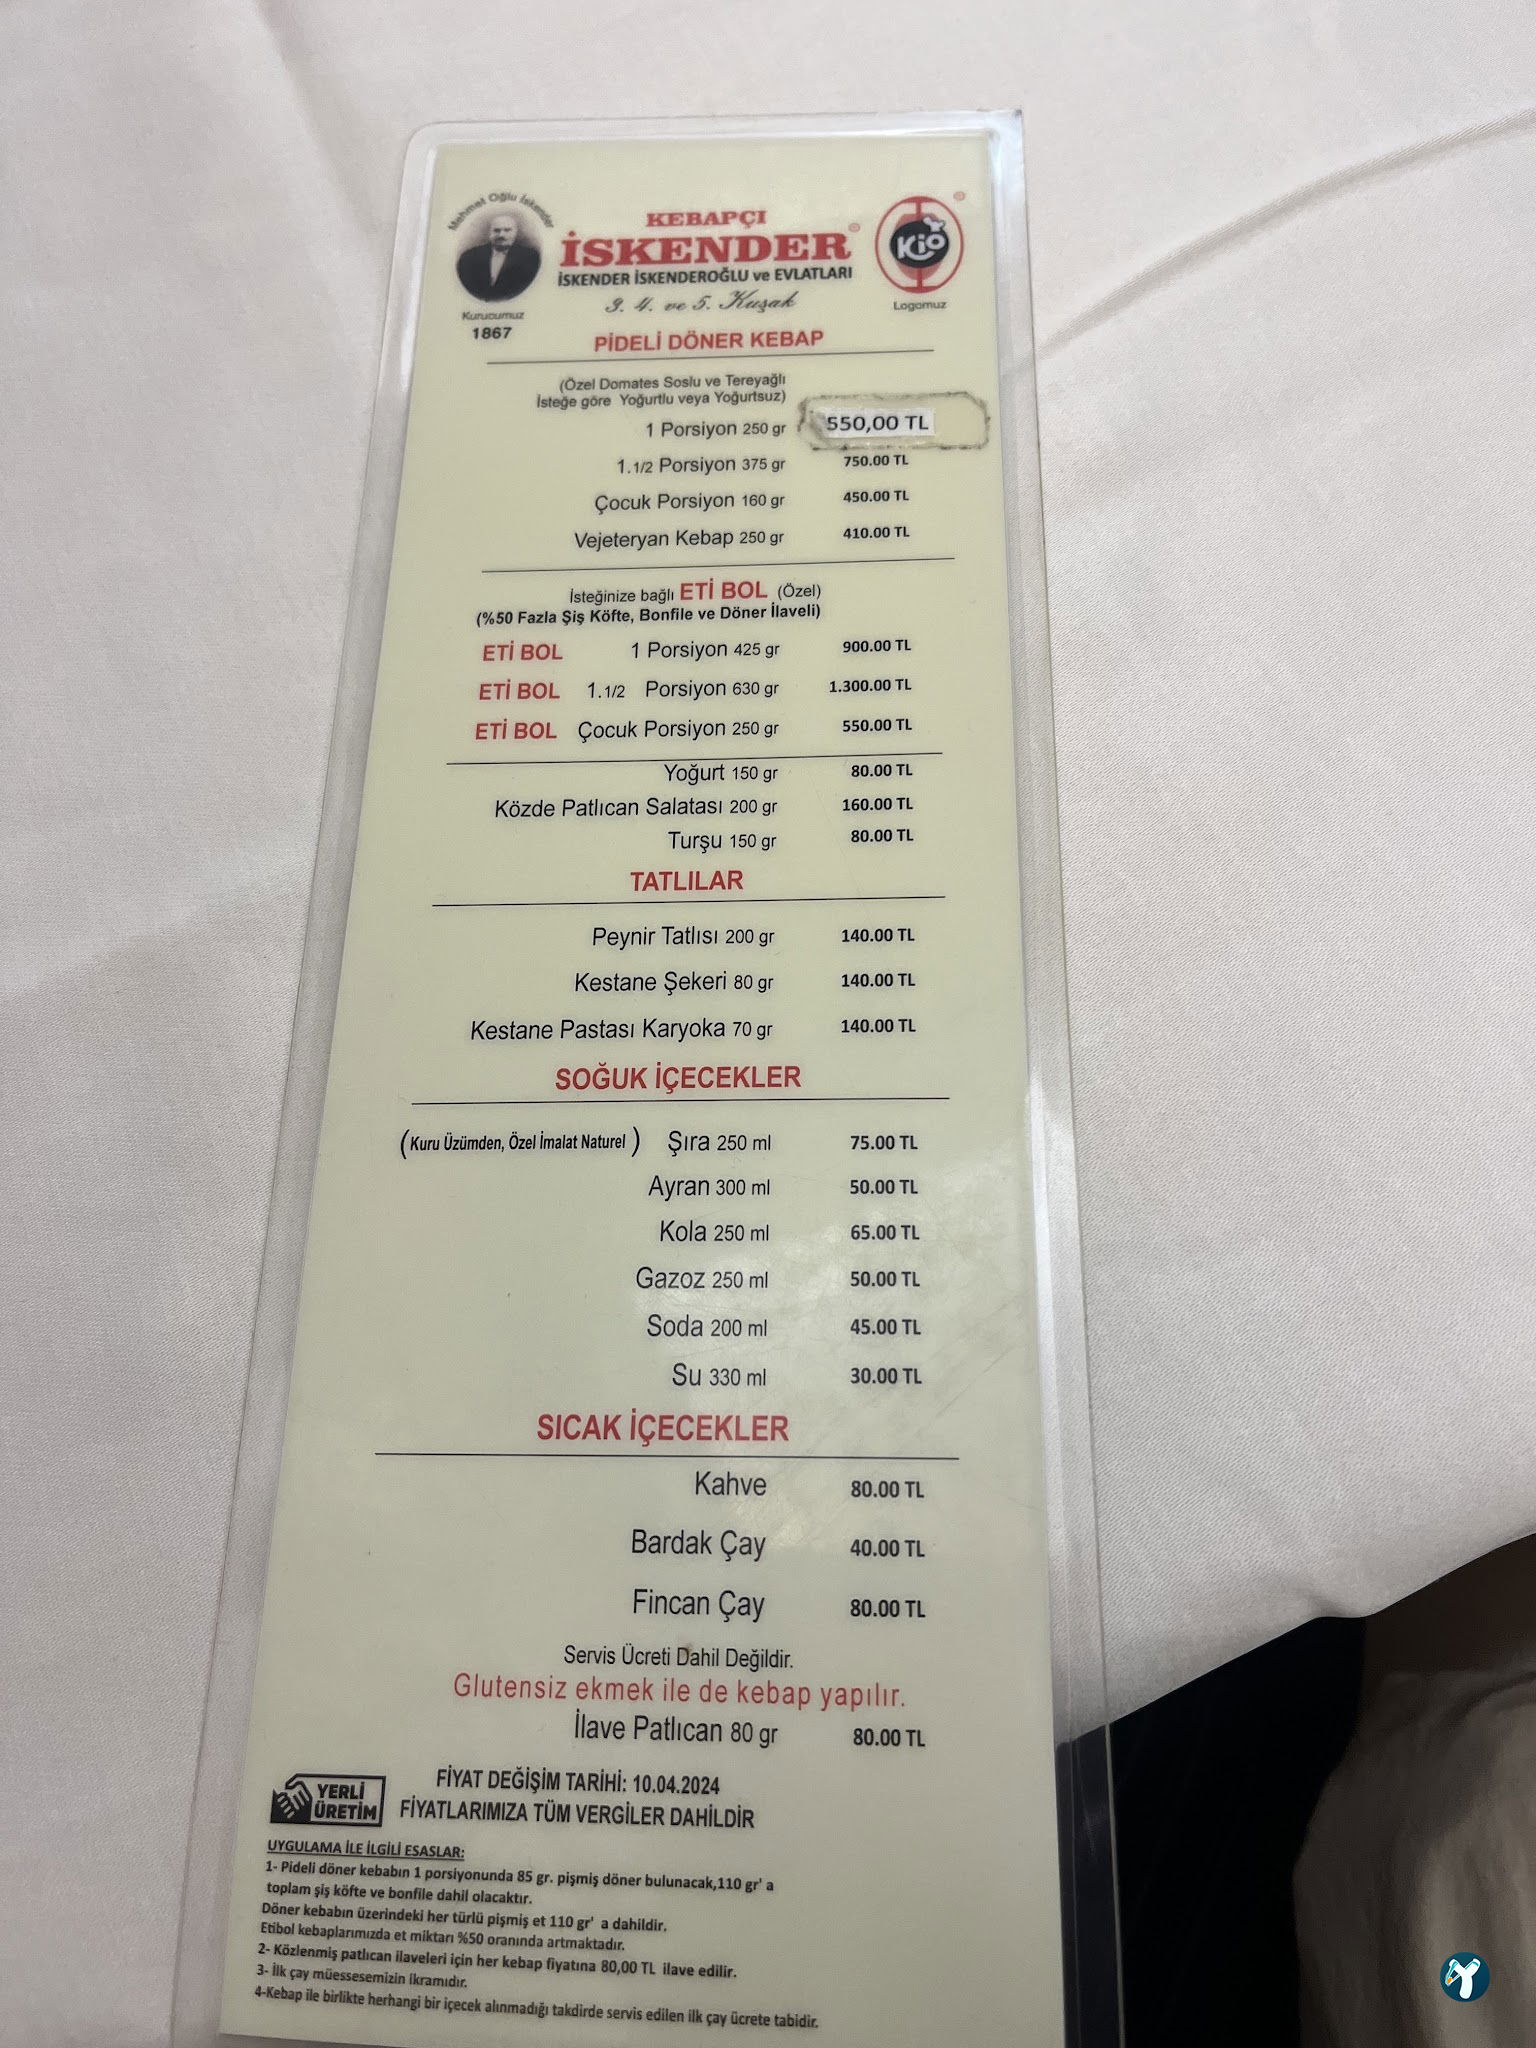 Mehmet Oğlu İskender
Kurucumuz
1867
KEBAPÇI
İSKENDER®
İSKENDER İSKENDEROĞLU ve EVLATLARI
3. 4. ve 5. Kuşak
KiO
®
Logomuz
PİDELİ DÖNER KEBAP
(Özel Domates Soslu ve Tereyağlı
İsteğe göre Yoğurtlu veya Yoğurtsuz)
1 Porsiyon 250 gr 550,00 TL
1.1/2 Porsiyon 375 gr 750.00 TL
Çocuk Porsiyon 160 gr 450.00 TL
Vejeteryan Kebap 250 gr 410.00 TL
İsteğinize bağlı ETİ BOL (Özel)
(%50 Fazla Şiş Köfte, Bonfile ve Döner İlaveli)
ETİ BOL 1 Porsiyon 425 gr 900.00 TL
ETİ BOL 1.1/2 Porsiyon 630 gr 1.300.00 TL
ETİ BOL Çocuk Porsiyon 250 gr 550.00 TL
Yoğurt 150 gr 80.00 TL
Közde Patlıcan Salatası 200 gr 160.00 TL
Turşu 150 gr 80.00 TL
TATLILAR
Peynir Tatlısı 200 gr 140.00 TL
Kestane Şekeri 80 gr 140.00 TL
Kestane Pastası Karyoka 70 gr 140.00 TL
SOĞUK İÇECEKLER
(Kuru Üzümden, Özel İmalat Naturel) Şıra 250 ml 75.00 TL
Ayran 300 ml 50.00 TL
Kola 250 ml 65.00 TL
Gazoz 250 ml 50.00 TL
Soda 200 ml 45.00 TL
Su 330 ml 30.00 TL
SICAK İÇECEKLER
Kahve 80.00 TL
Bardak Çay 40.00 TL
Fincan Çay 80.00 TL
Servis Ücreti Dahil Değildir.
Glutensiz ekmek ile de kebap yapılır.
İlave Patlıcan 80 gr 80.00 TL
YERLİ
ÜRETİM
FİYAT DEĞİŞİM TARİHİ: 10.04.2024
FİYATLARIMIZA TÜM VERGİLER DAHİLDİR
UYGULAMA İLE İLGİLİ ESASLAR:
1- Pideli döner kebabın 1 porsiyonunda 85 gr. pişmiş döner bulunacak,110 gr' a
toplam şiş köfte ve bonfile dahil olacaktır.
Döner kebabın üzerindeki her türlü pişmiş et 110 gr' a dahildir.
Etibol kebaplarımızda et miktarı %50 oranında artmaktadır.
2- Közlenmiş patlıcan ilaveleri için her kebap fiyatına 80,00 TL ilave edilir.
3- İlk çay müessesemizin ikramıdır.
4-Kebap ile birlikte herhangi bir içecek alınmadığı takdirde servis edilen ilk çay ücrete tabidir.